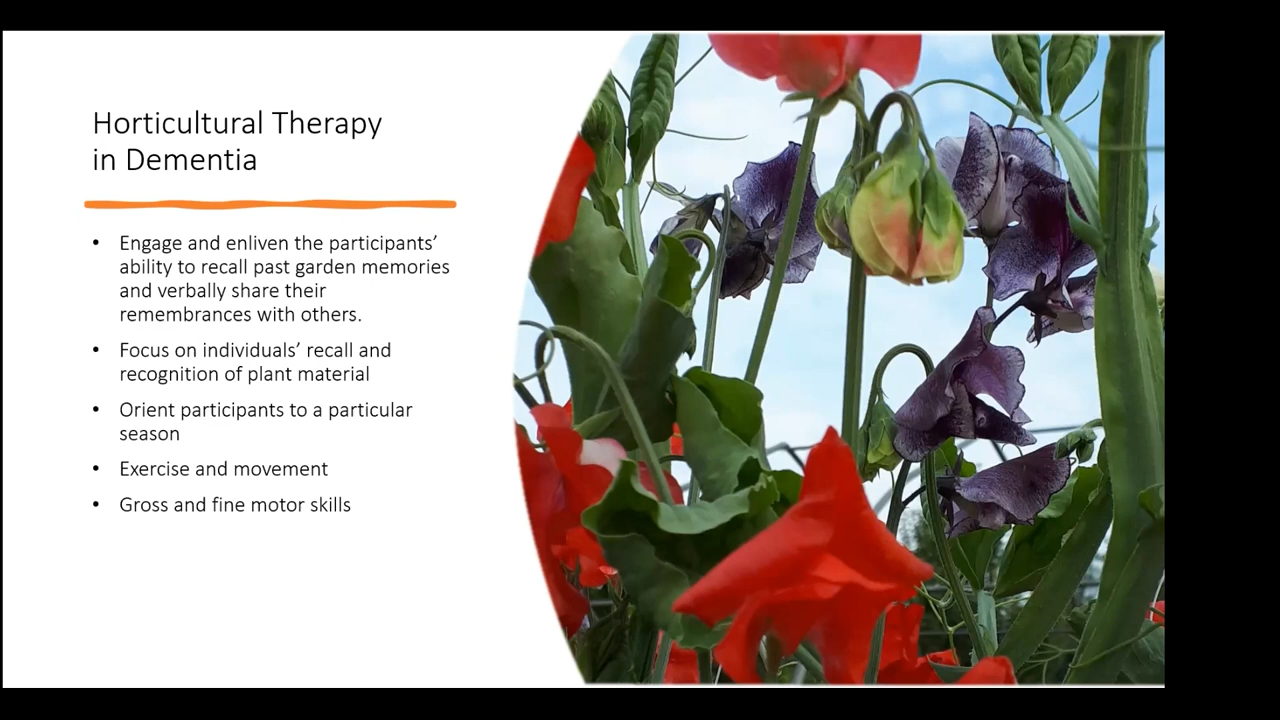 Horticultural Therapy
in Dementia
• Engage and enliven the participants’
ability to recall past garden memories
and verbally share their
remembrances with others.
• Focus on individuals’ recall and
recognition of plant material
• Orient participants to a particular
season
• Exercise and movement
• Gross and fine motor skills